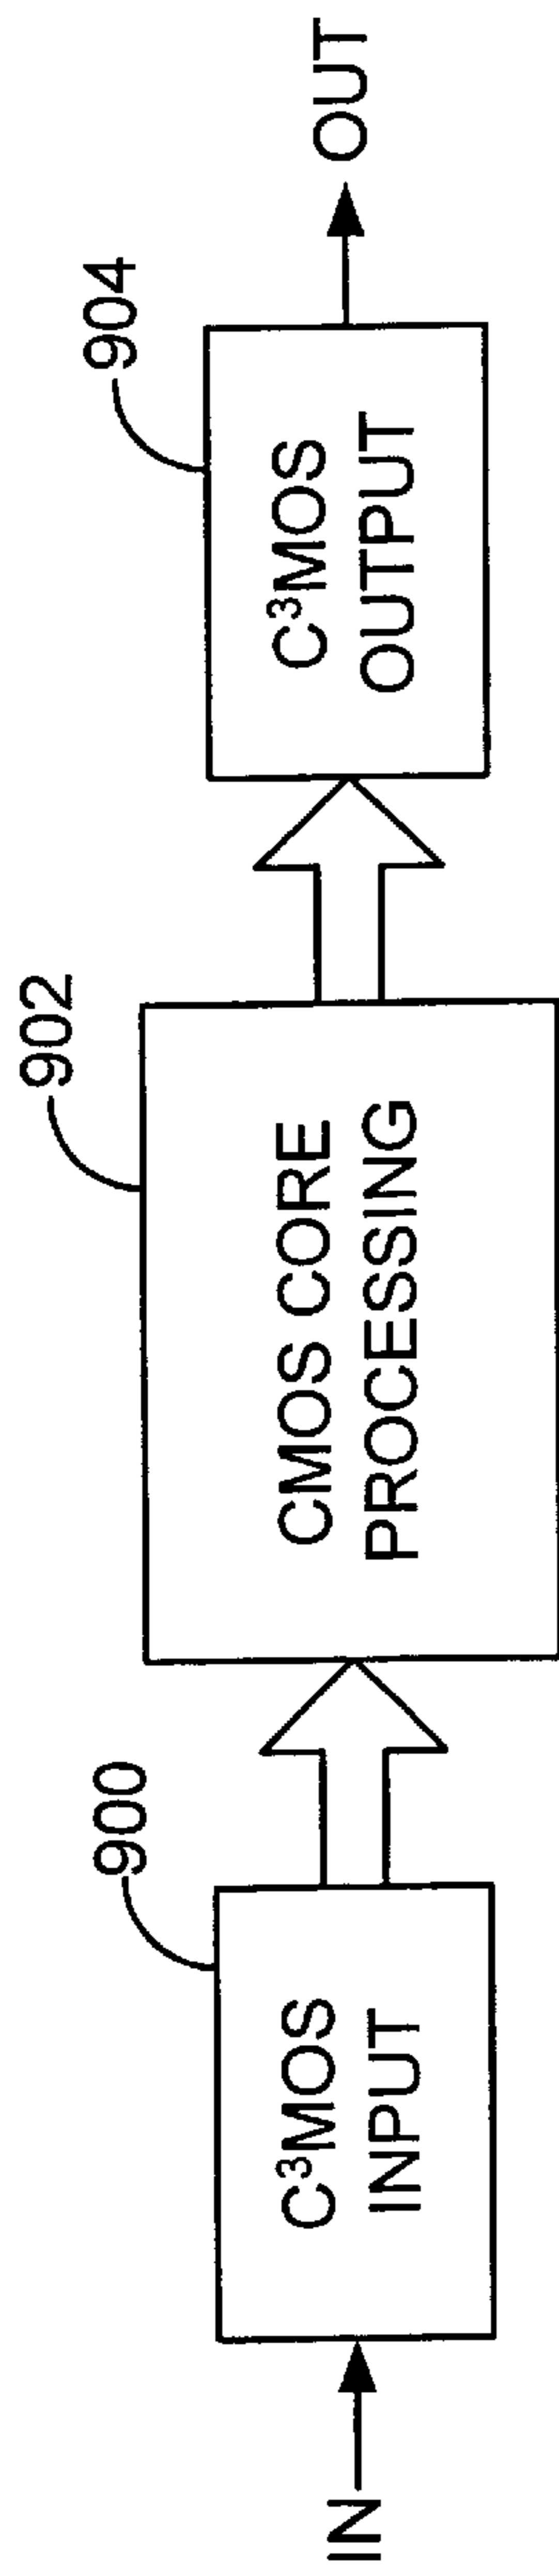 IN
900
C³MOS
INPUT
902
CMOS CORE
PROCESSING
904
C³MOS
OUTPUT
OUT